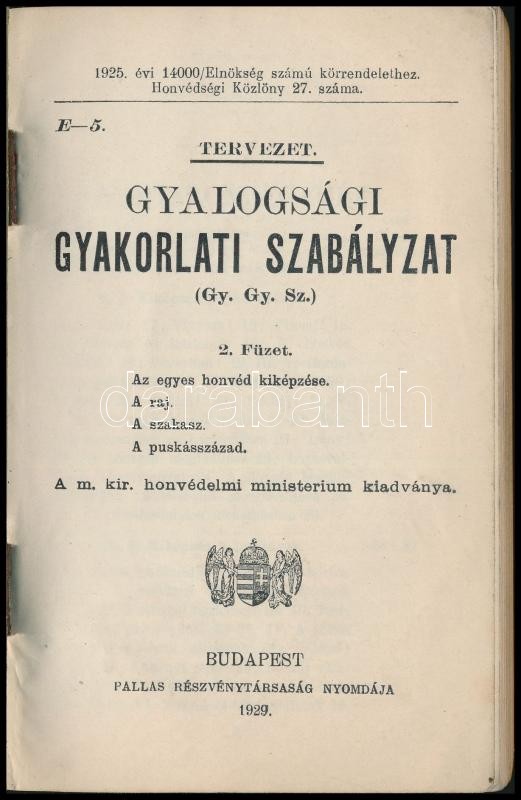 1925. évi 14000/Elnökség számú körrendelethez.
Honvédségi Közlöny 27. száma.
E—5.
TERVEZET.
GYALOGSÁGI
GYAKORLATI SZABÁLYZAT
(Gy. Gy. Sz.)
2. Füzet.
Az egyes honvéd kiképzése.
A raj.
A szakasz.
A puskásszázad.
darabanth
A m. kir. honvédelmi ministerium kiadványa.
BUDAPEST
PALLAS RÉSZVÉNYTÁRSASÁG NYOMDÁJA
1929.